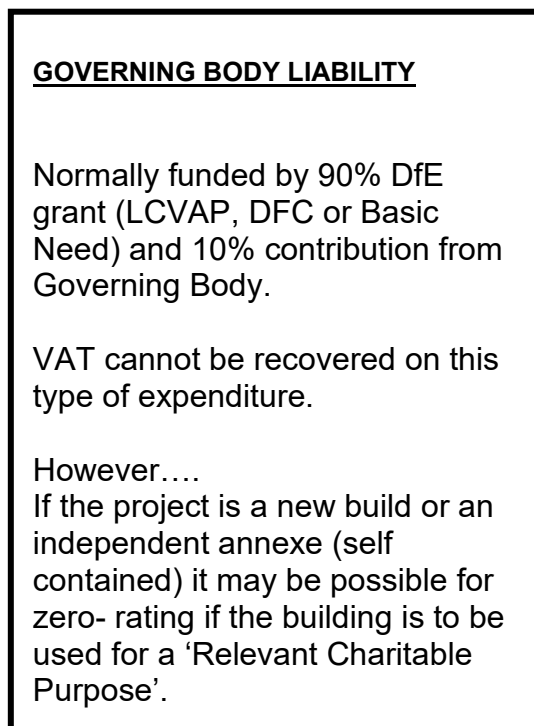 GOVERNING BODY LIABILITY
Normally funded by 90% DfE
grant (LCVAP, DFC or Basic
Need) and 10% contribution from
Governing Body.
VAT cannot be recovered on this
type of expenditure.
However….
If the project is a new build or an
independent annexe (self
contained) it may be possible for
zero- rating if the building is to be
used for a ‘Relevant Charitable
Purpose’.